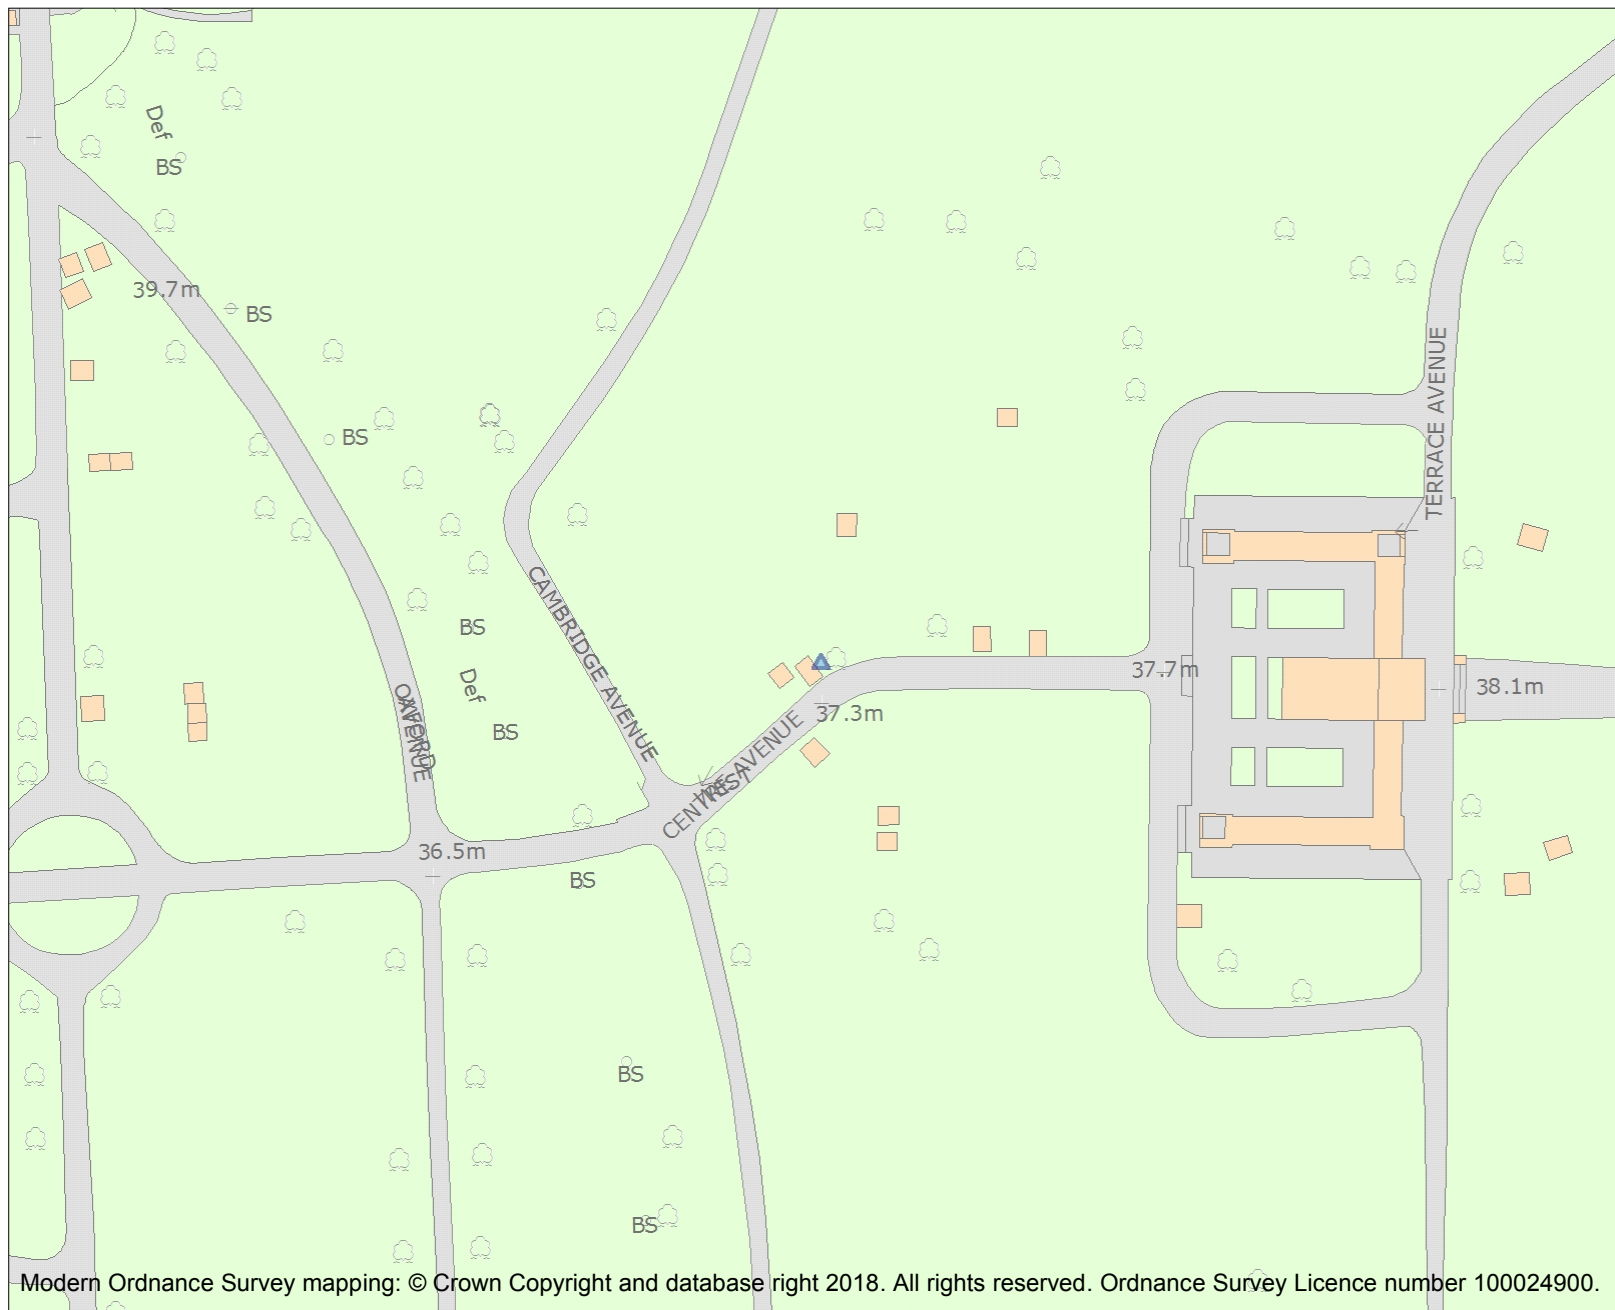 Def
BS
39.7m
BS
BS
TERRACE AVENUE
CAMBRIDGE AVENUE
BS
Def
OXFORD
AVENUE
BS
37.7m
38.1m
37.3m
WEST
CENTRE AVENUE
36.5m
BS
BS
BS
Modern Ordnance Survey mapping: © Crown Copyright and database right 2018. All rights reserved. Ordnance Survey Licence number 100024900.